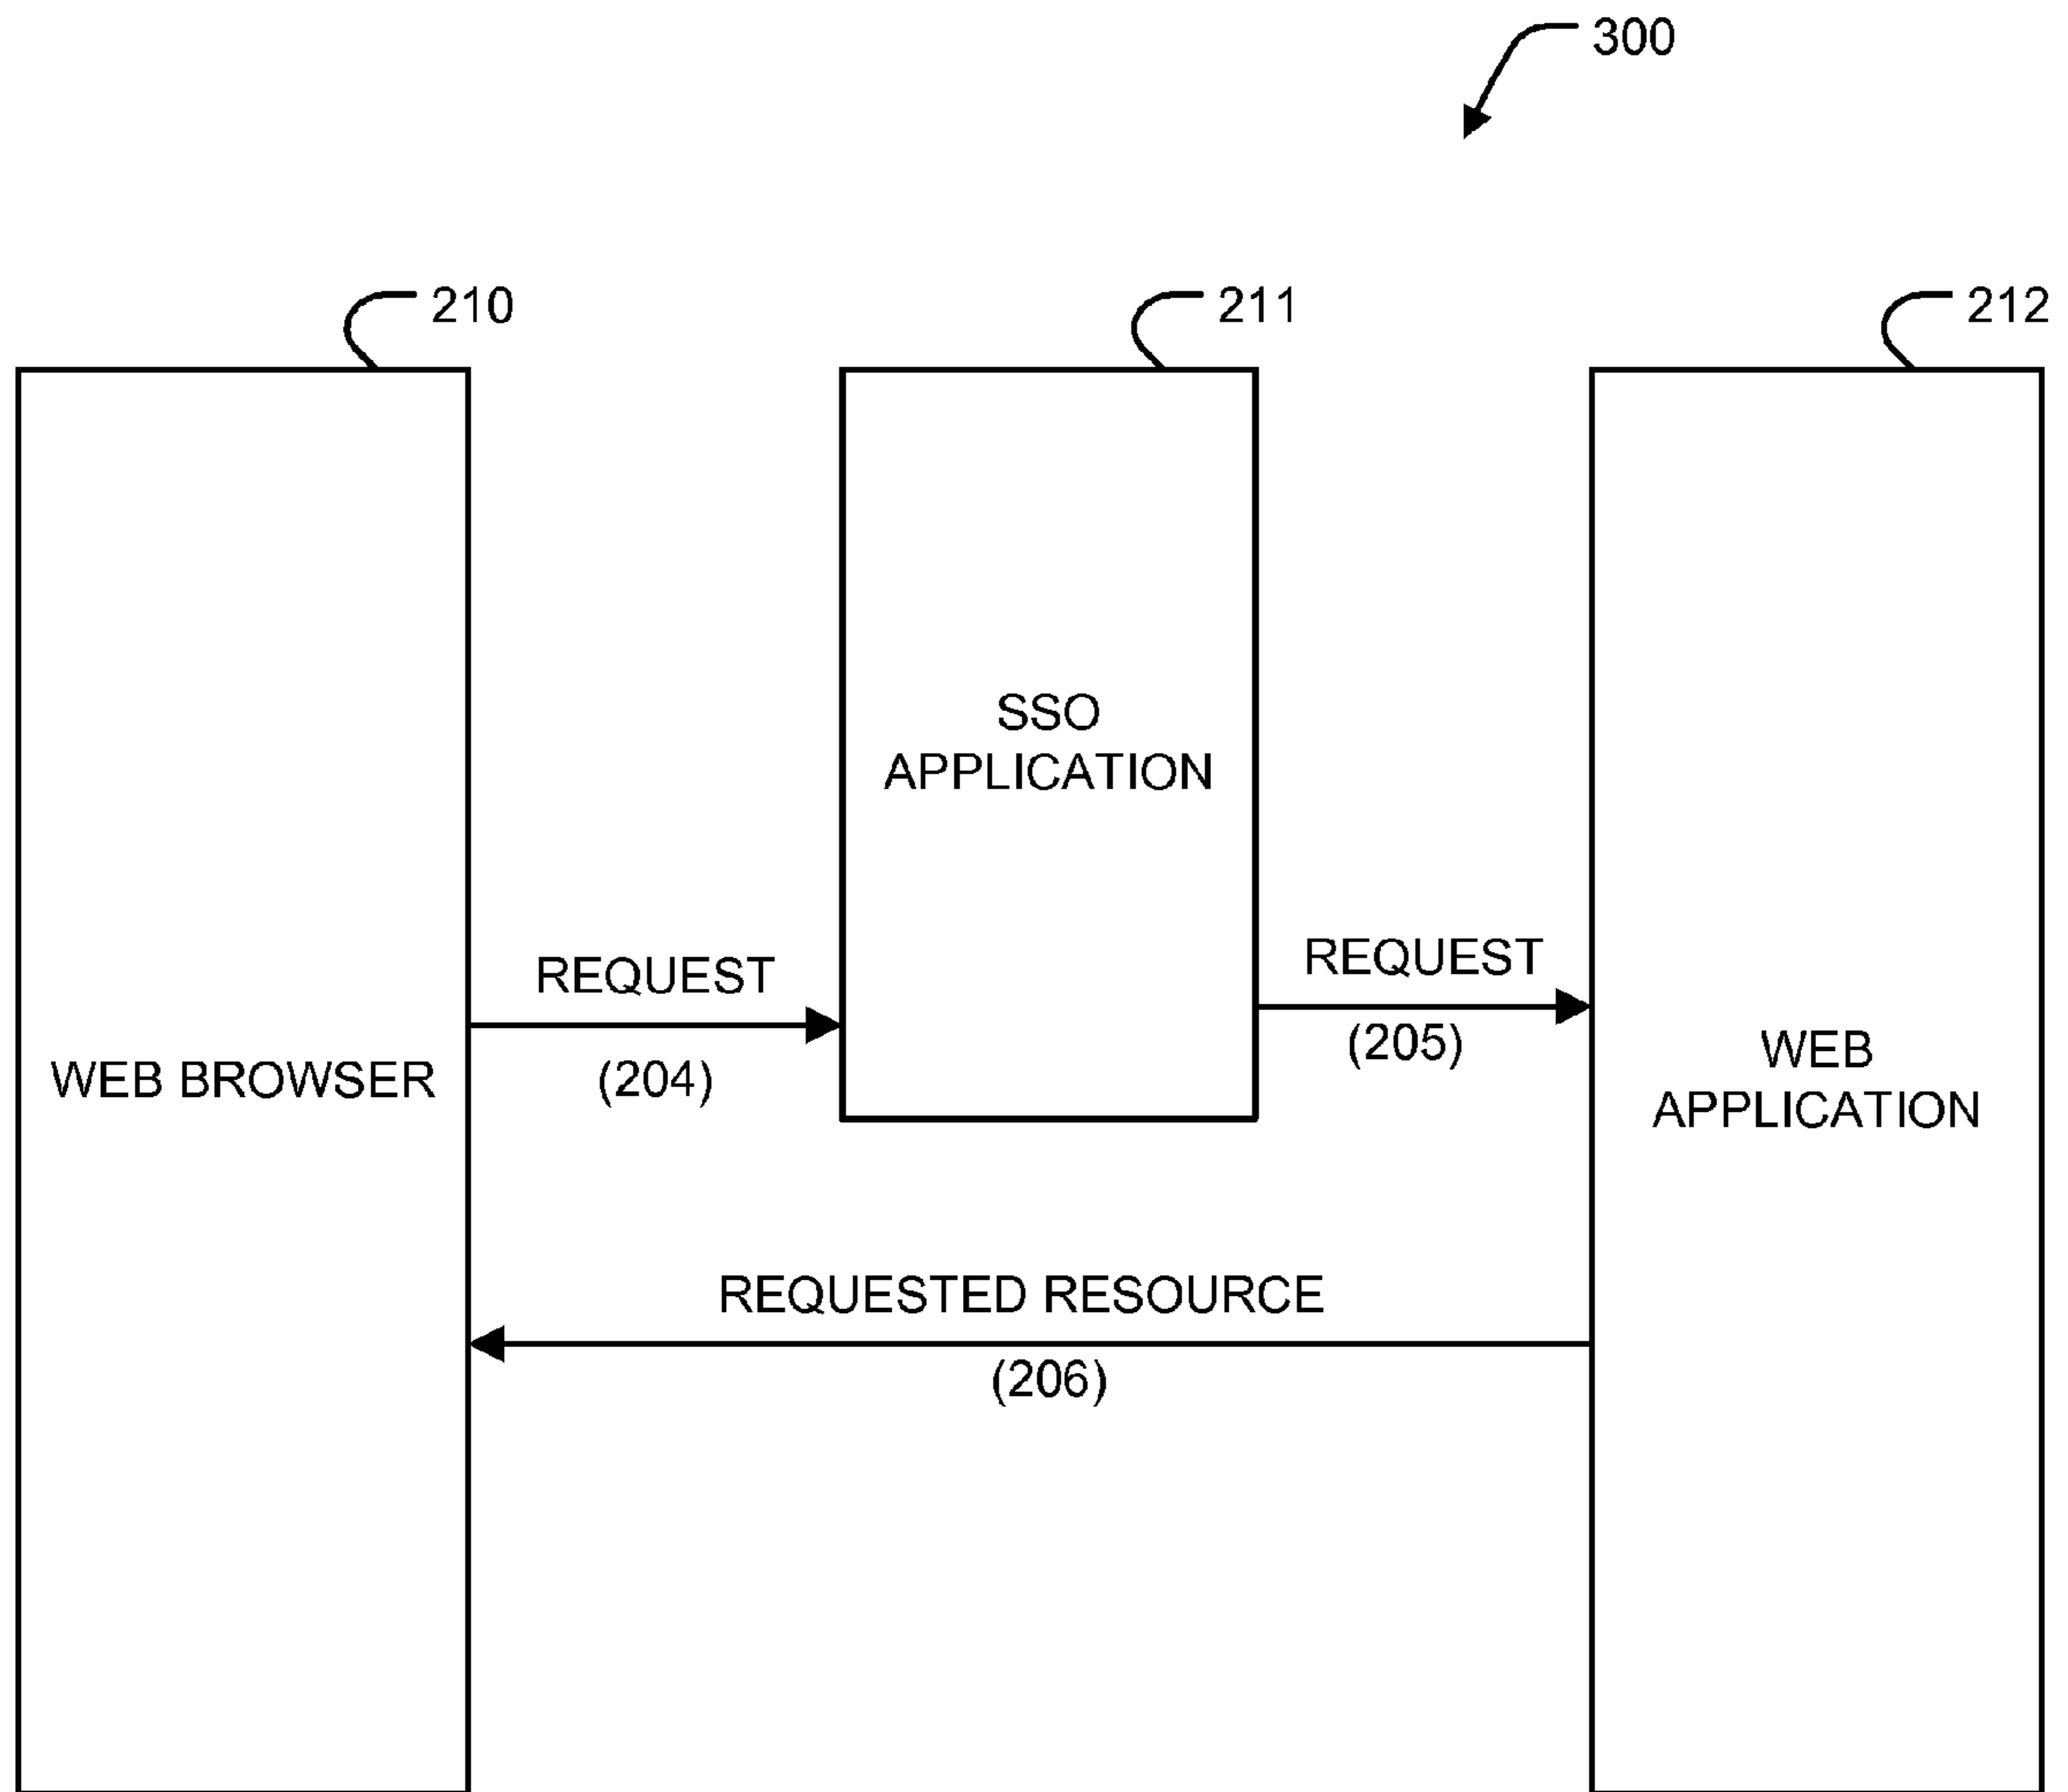 300
210
211
212
SSO
APPLICATION
REQUEST
(204)
REQUEST
(205)
WEB BROWSER
WEB
APPLICATION
REQUESTED RESOURCE
(206)